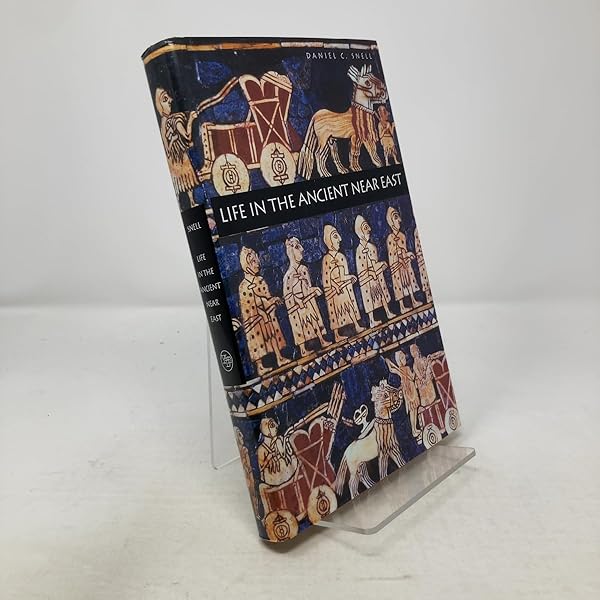 DANIEL C. SNELL
LIFE IN THE ANCIENT NEAR EAST
SNELL
LIFE
IN THE
ANCIENT
NEAR
EAST